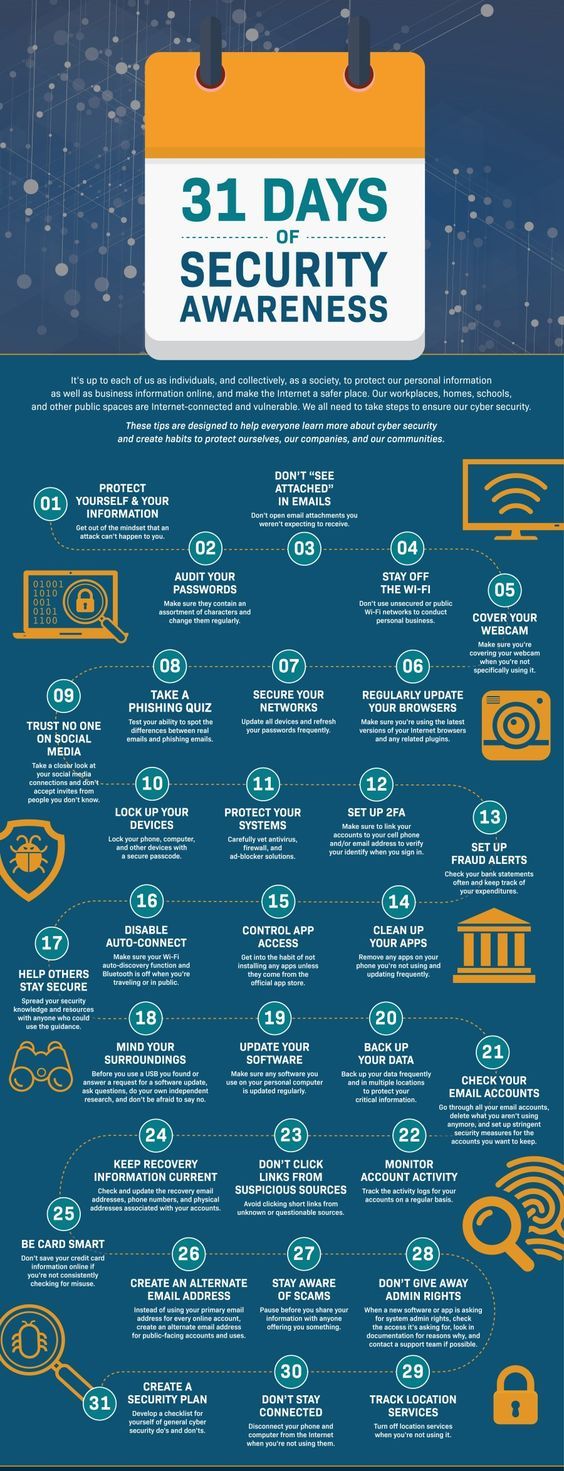 31 DAYS
OF
SECURITY
AWARENESS
It's up to each of us as individuals, and collectively, as a society, to protect our personal information
as well as business information online, and make the Internet a safer place. Our workplaces, homes, schools,
and other public spaces are Internet-connected and vulnerable. We all need to take steps to ensure our cyber security.
These tips are designed to help everyone learn more about cyber security
and create habits to protect ourselves, our companies, and our communities.
01
PROTECT
YOURSELF & YOUR
INFORMATION
Get out of the mindset that an
attack can't happen to you.
02
AUDIT YOUR
PASSWORDS
Make sure they contain an
assortment of characters and
change them regularly.
DON'T "SEE
ATTACHED"
IN EMAILS
Don't open email attachments you
weren't expecting to receive.
03
04
STAY OFF
THE WI-FI
Don't use unsecured or public
Wi-Fi networks to conduct
personal business.
05
COVER YOUR
WEBCAM
Make sure you're
covering your webcam
when you're not
specifically using it.
01001
1010
001
0101
1100
06
REGULARLY UPDATE
YOUR BROWSERS
Make sure you're using the latest
versions of your Internet browsers
and any related plugins.
07
SECURE YOUR
NETWORKS
Update all devices and refresh
your passwords frequently.
08
TAKE A
PHISHING QUIZ
Test your ability to spot the
differences between real
emails and phishing emails.
09
TRUST NO ONE
ON SOCIAL
MEDIA
Take a closer look at
your social media
connections and don't
accept invites from
people you don't know.
10
LOCK UP YOUR
DEVICES
Lock your phone, computer,
and other devices with
a secure passcode.
11
PROTECT YOUR
SYSTEMS
Carefully vet antivirus,
firewall, and
ad-blocker solutions.
12
SET UP 2FA
Make sure to link your
accounts to your cell phone
and/or email address to verify
your identify when you sign in.
13
SET UP
FRAUD ALERTS
Check your bank statements
often and keep track of
your expenditures.
14
CLEAN UP
YOUR APPS
Remove any apps on your
phone you're not using and
updating frequently.
15
CONTROL APP
ACCESS
Get into the habit of not
installing any apps unless
they come from the
official app store.
16
DISABLE
AUTO-CONNECT
Make sure your Wi-Fi
auto-discovery function and
Bluetooth is off when you're
traveling or in public.
17
HELP OTHERS
STAY SECURE
Spread your security
knowledge and resources
with anyone who could
use the guidance.
18
MIND YOUR
SURROUNDINGS
Before you use a USB you found or
answer a request for a software update,
ask questions, do your own independent
research, and don't be afraid to say no.
19
UPDATE YOUR
SOFTWARE
Make sure any software you
use on your personal computer
is updated regularly.
20
BACK UP
YOUR DATA
Back up your data frequently
and in multiple locations
to protect your
critical information.
21
CHECK YOUR
EMAIL ACCOUNTS
Go through all your email accounts,
delete what you aren't using
anymore, and set up stringent
security measures for the
accounts you want to keep.
22
MONITOR
ACCOUNT ACTIVITY
Track the activity logs for your
accounts on a regular basis.
23
DON'T CLICK
LINKS FROM
SUSPICIOUS SOURCES
Avoid clicking short links from
unknown or questionable sources.
24
KEEP RECOVERY
INFORMATION CURRENT
Check and update the recovery email
addresses, phone numbers, and physical
addresses associated with your accounts.
25
BE CARD SMART
Don't save your credit card
information online if
you're not consistently
checking for misuse.
26
CREATE AN ALTERNATE
EMAIL ADDRESS
Instead of using your primary email
address for every online account,
create an alternate email address
for public-facing accounts and uses.
27
STAY AWARE
OF SCAMS
Pause before you share your
information with anyone
offering you something.
28
DON'T GIVE AWAY
ADMIN RIGHTS
When a new software or app is asking
for system admin rights, check
the access it's asking for, look in
documentation for reasons why, and
contact a support team if possible.
29
TRACK LOCATION
SERVICES
Turn off location services
when you're not using it.
30
DON'T STAY
CONNECTED
Disconnect your phone and
computer from the Internet
when you're not using them.
31
CREATE A
SECURITY PLAN
Develop a checklist for
yourself of general cyber
security do's and don'ts.